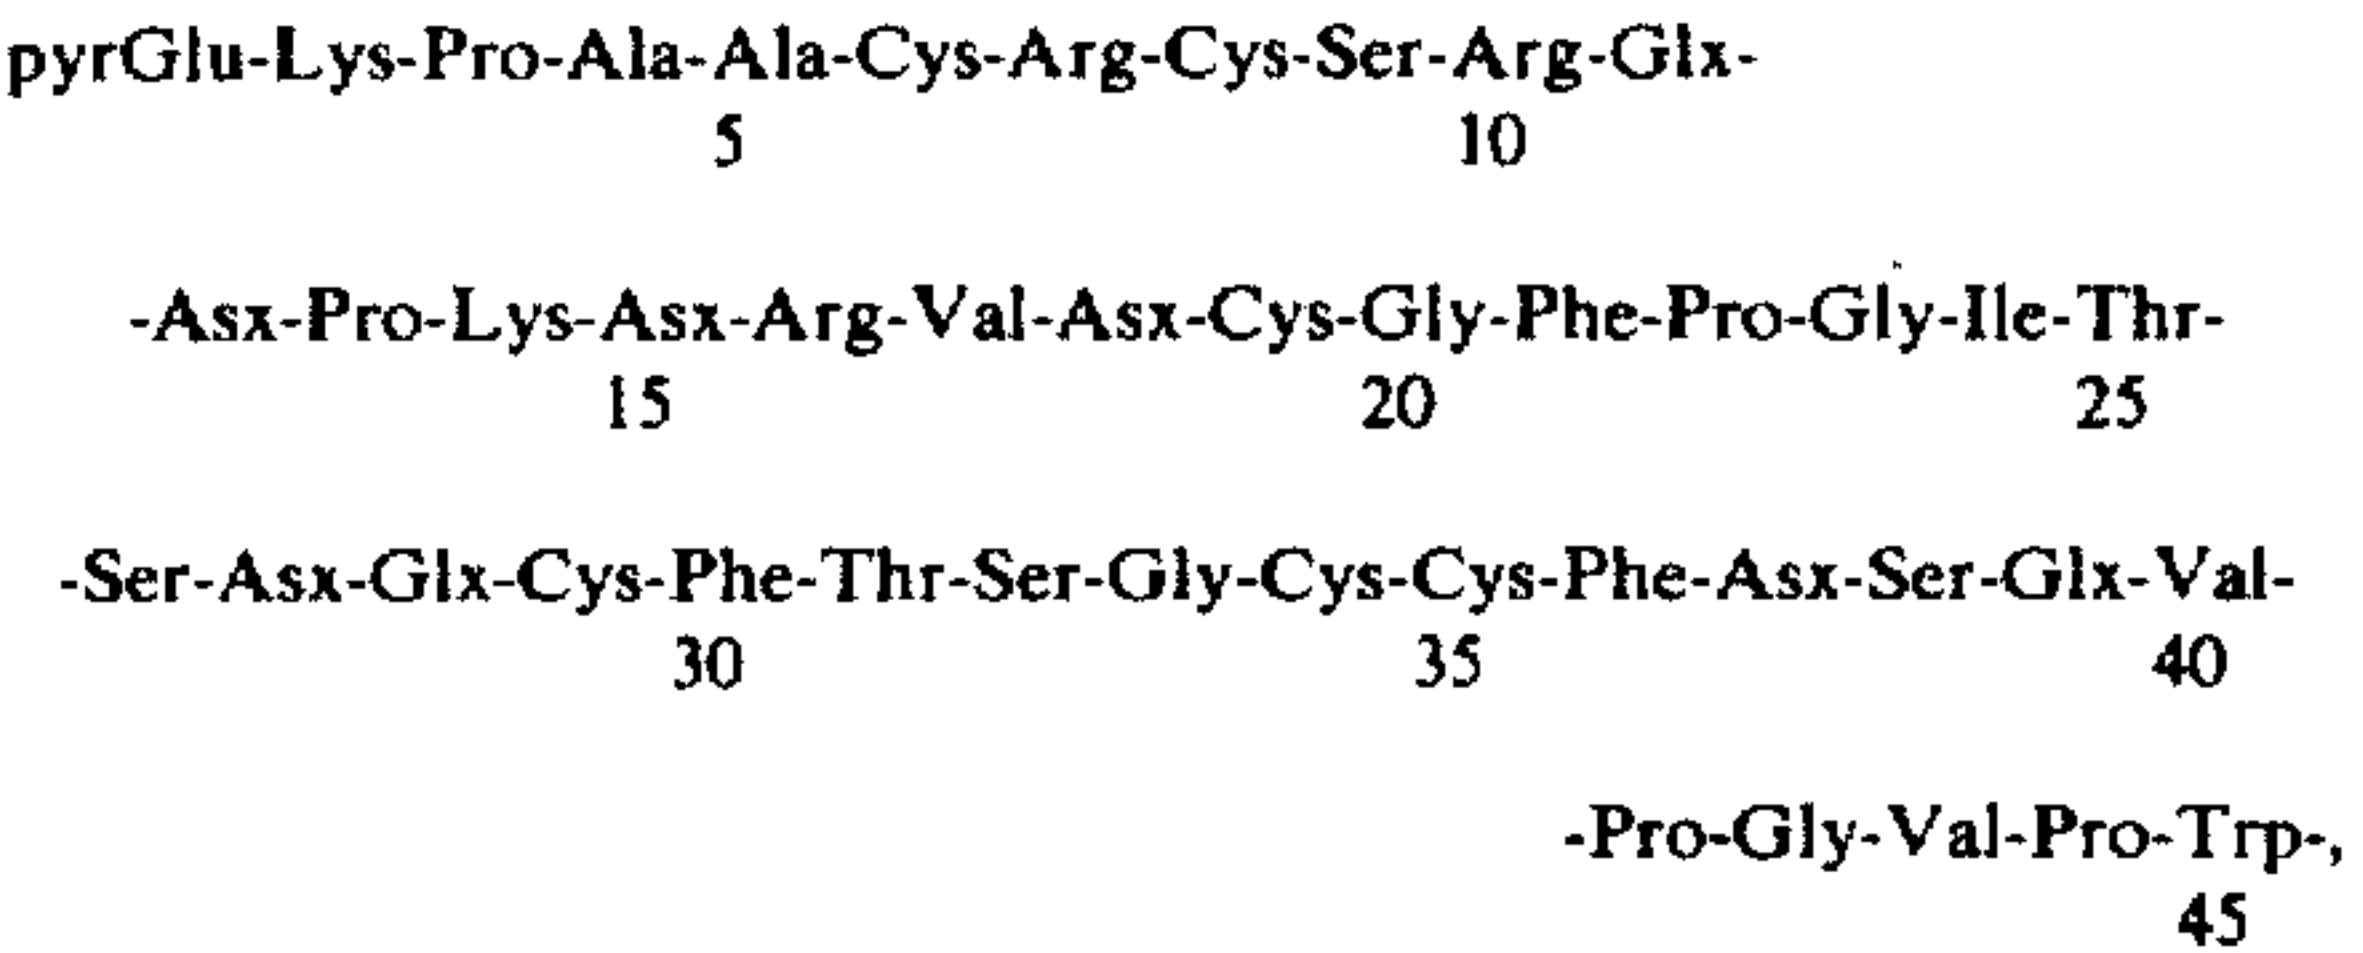 pyrGlu-Lys-Pro-Ala-Ala-Cys-Arg-Cys-Ser-Arg-Glx-
5 10
-Asx-Pro-Lys-Asx-Arg-Val-Asx-Cys-Gly-Phe-Pro-Gly-Ile-Thr-
15 20 25
-Ser-Asx-Glx-Cys-Phe-Thr-Ser-Gly-Cys-Cys-Phe-Asx-Ser-Glx-Val-
30 35 40
-Pro-Gly-Val-Pro-Trp-,
45